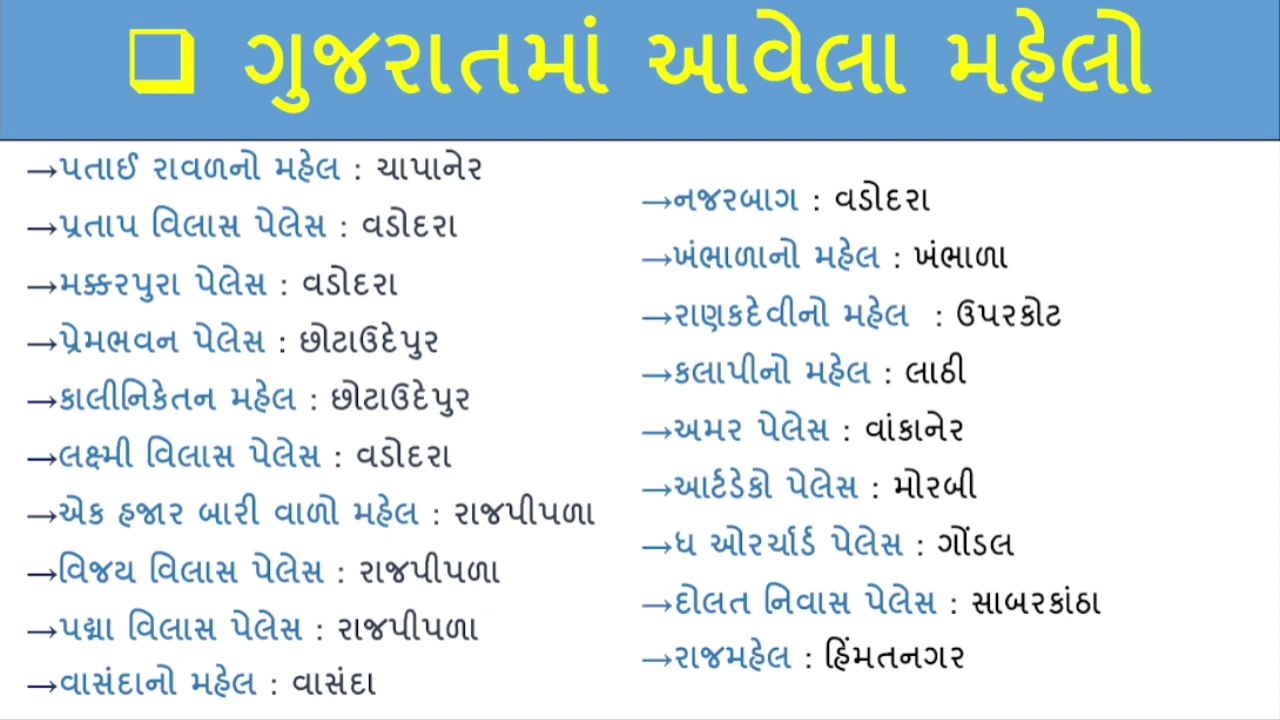 ❑ ગુજરાતમાં આવેલા મહેલો
→પતાઈ રાવળનો મહેલ : ચાપાનેર
→પ્રતાપ વિલાસ પેલેસ : વડોદરા
→મક્કરપુરા પેલેસ : વડોદરા
→પ્રેમભવન પેલેસ : છોટાઉદેપુર
→કાલીનિકેતન મહેલ : છોટાઉદેપુર
→લક્ષ્મી વિલાસ પેલેસ : વડોદરા
→એક હજાર બારી વાળો મહેલ : રાજપીપળા
→વિજય વિલાસ પેલેસ : રાજપીપળા
→પદ્મા વિલાસ પેલેસ : રાજપીપળા
→વાસંદાનો મહેલ : વાસંદા
→નજરબાગ : વડોદરા
→ખંભાળાનો મહેલ : ખંભાળા
→રાણકદેવીનો મહેલ : ઉપરકોટ
→કલાપીનો મહેલ : લાઠી
→અમર પેલેસ : વાંકાનેર
→આર્ટડેકો પેલેસ : મોરબી
→ધ ઓરર્ચાર્ડ પેલેસ : ગોંડલ
→દોલત નિવાસ પેલેસ : સાબરકાંઠા
→રાજમહેલ : હિંમતનગર